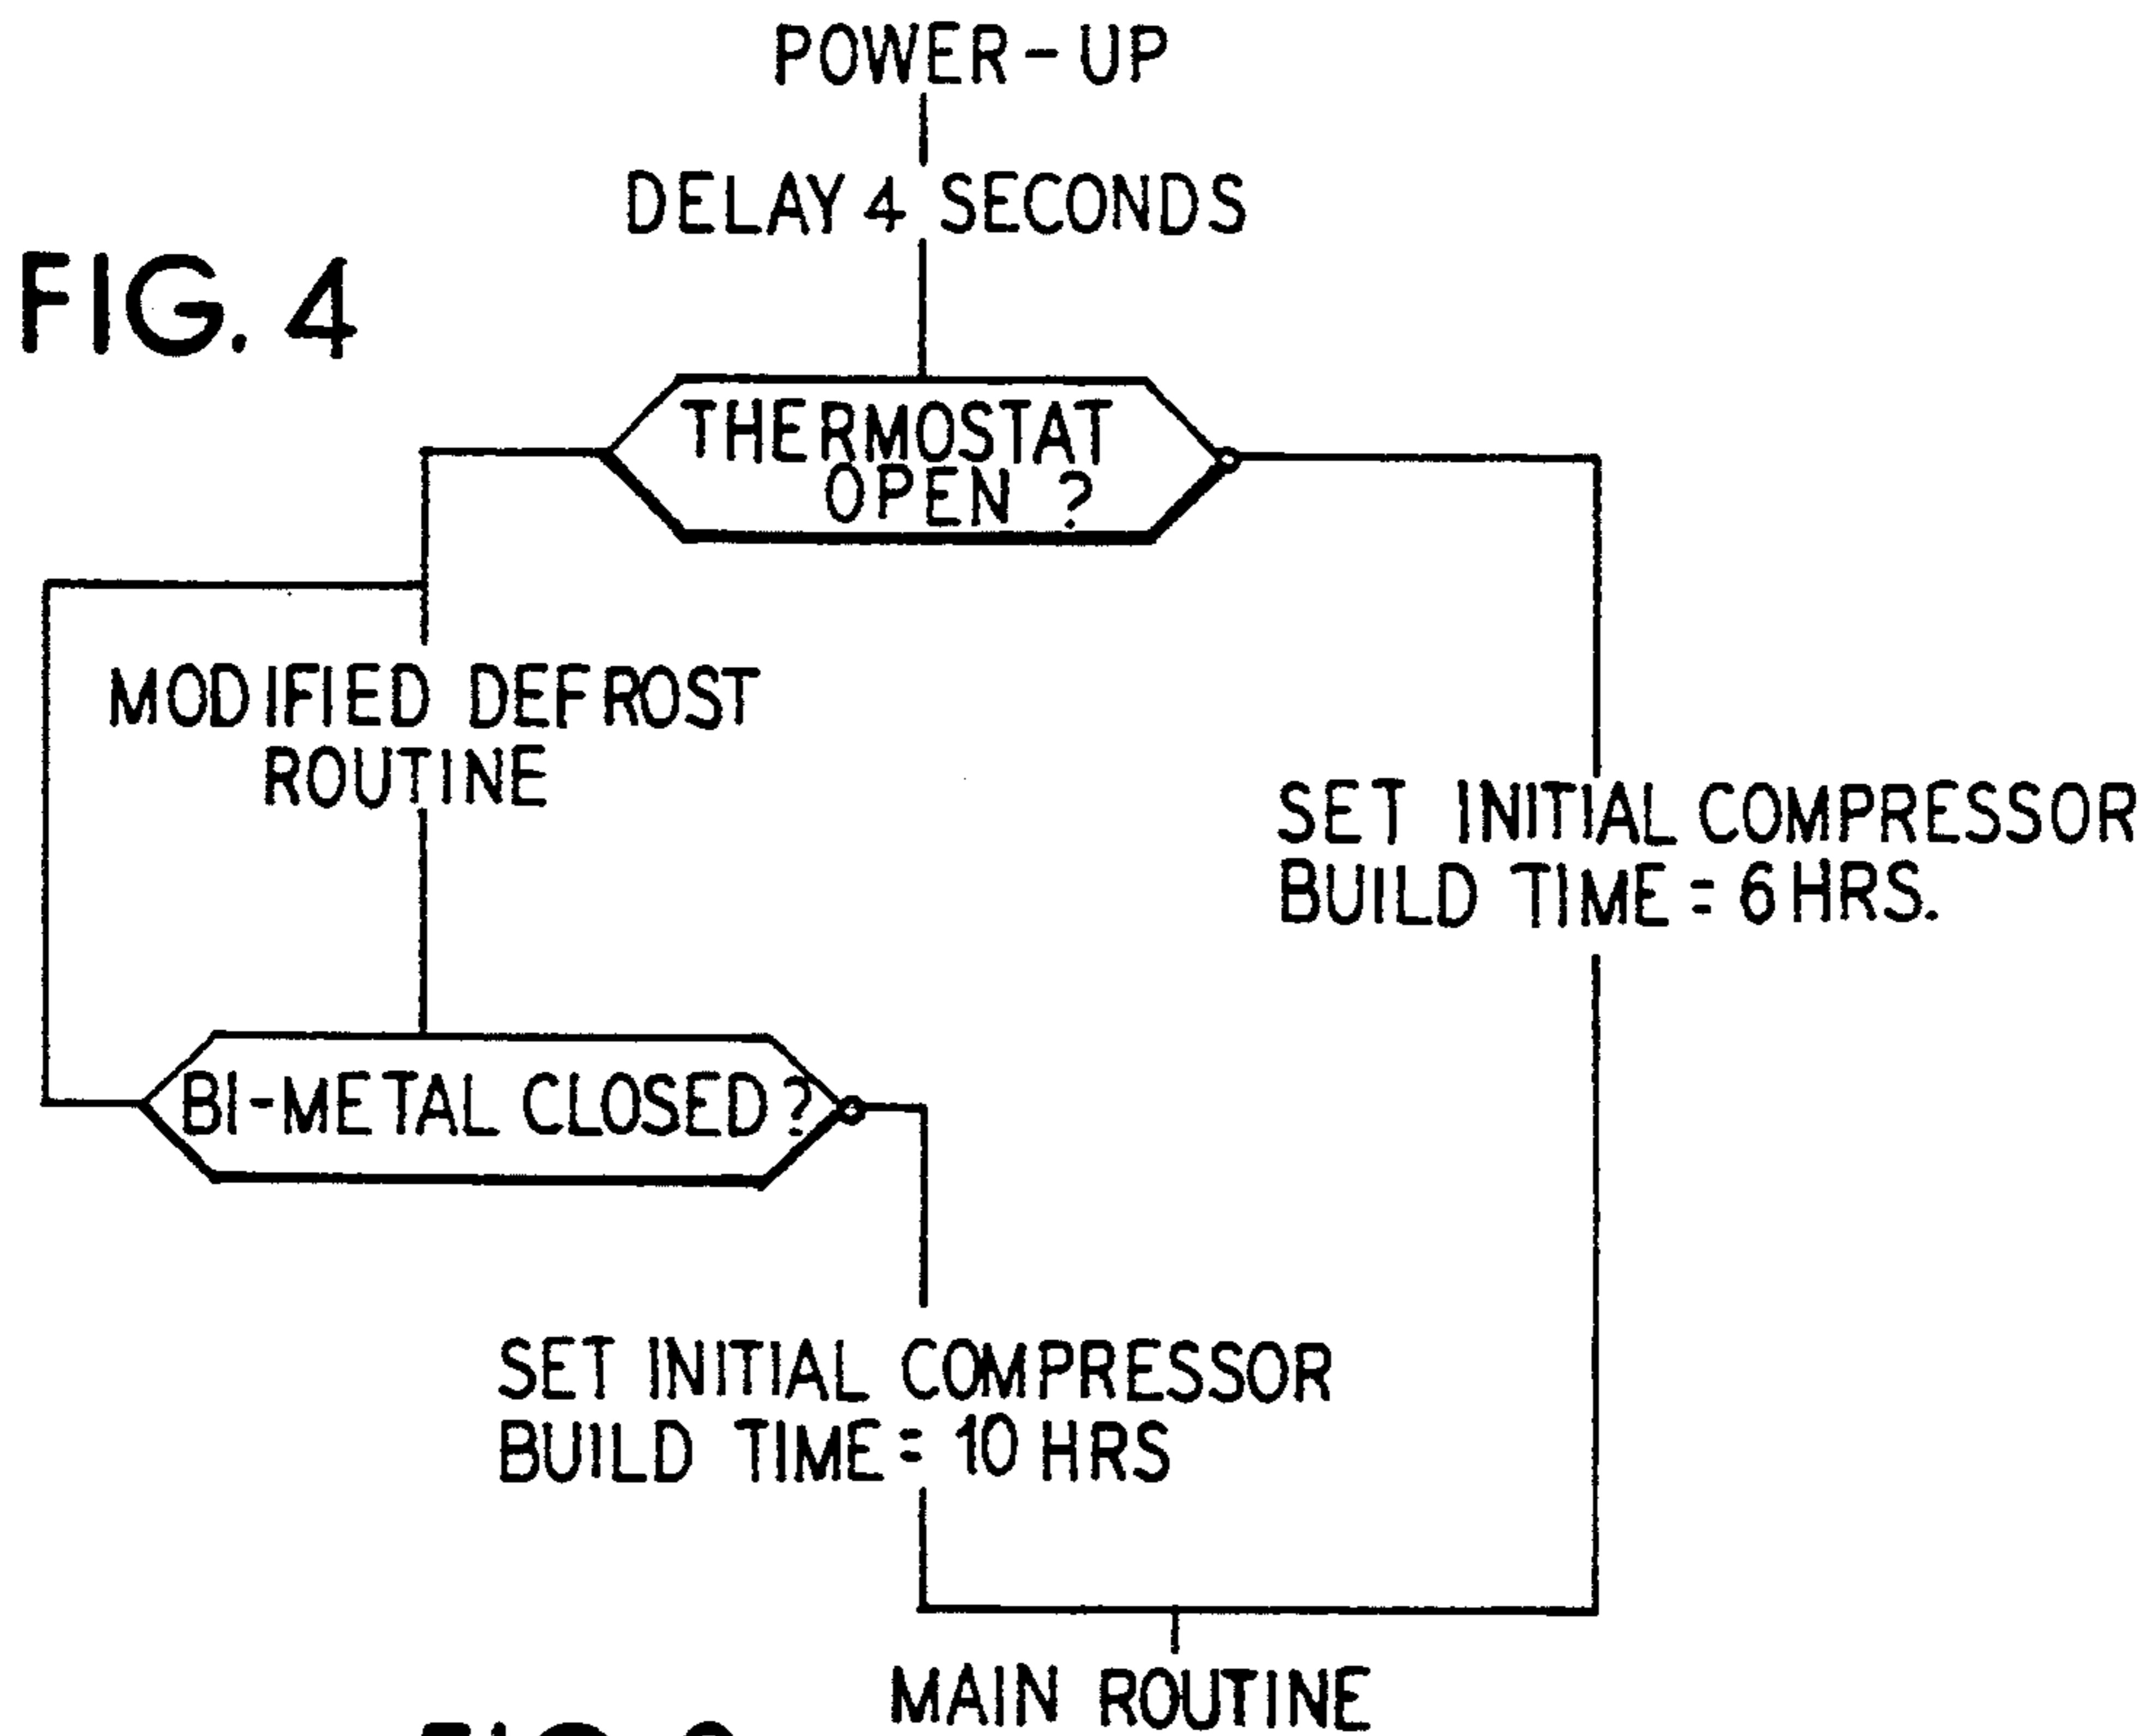 POWER-UP
DELAY 4 SECONDS
FIG. 4
THERMOSTAT
OPEN ?
MODIFIED DEFROST
ROUTINE
SET INITIAL COMPRESSOR
BUILD TIME = 6 HRS.
BI-METAL CLOSED ?
SET INITIAL COMPRESSOR
BUILD TIME = 10 HRS
MAIN ROUTINE